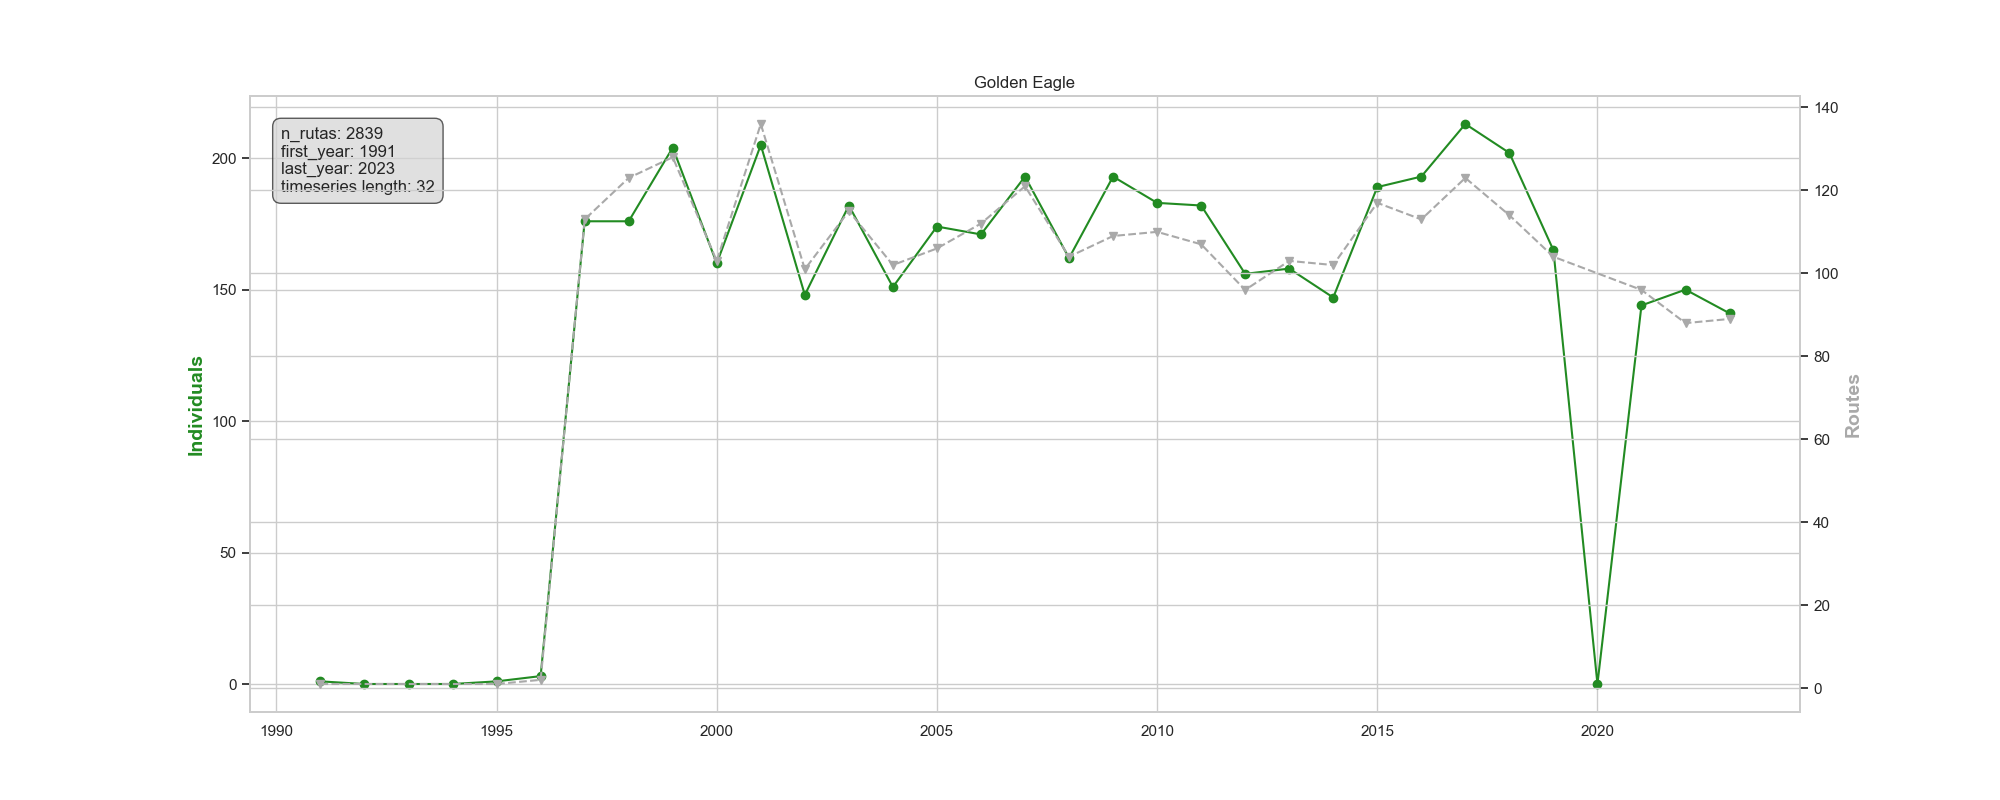 Golden Eagle
n_rutas: 2839
first_year: 1991
last_year: 2023
timeseries length: 32
Individuals
200
150
100
50
0
140
120
100
80
60
40
20
0
Routes
1990 1995 2000 2005 2010 2015 2020